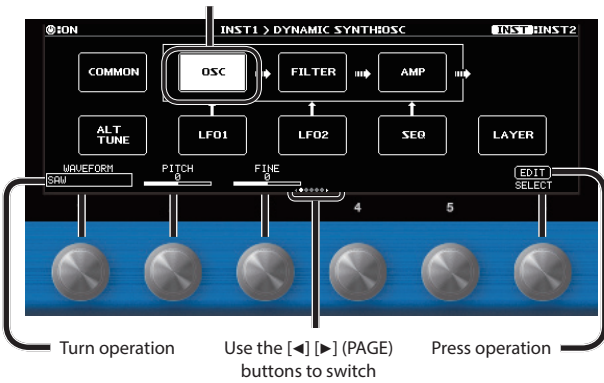 ON INST1 > DYNAMIC SYNTH:OSC INST:INST2
COMMON OSC FILTER AMP
ALT TUNE LFO1 LFO2 SEQ LAYER
WAVEFORM PITCH FINE EDIT
SAW 0 0 SELECT
4 5
Turn operation
Use the [◄] [►] (PAGE)
buttons to switch
Press operation